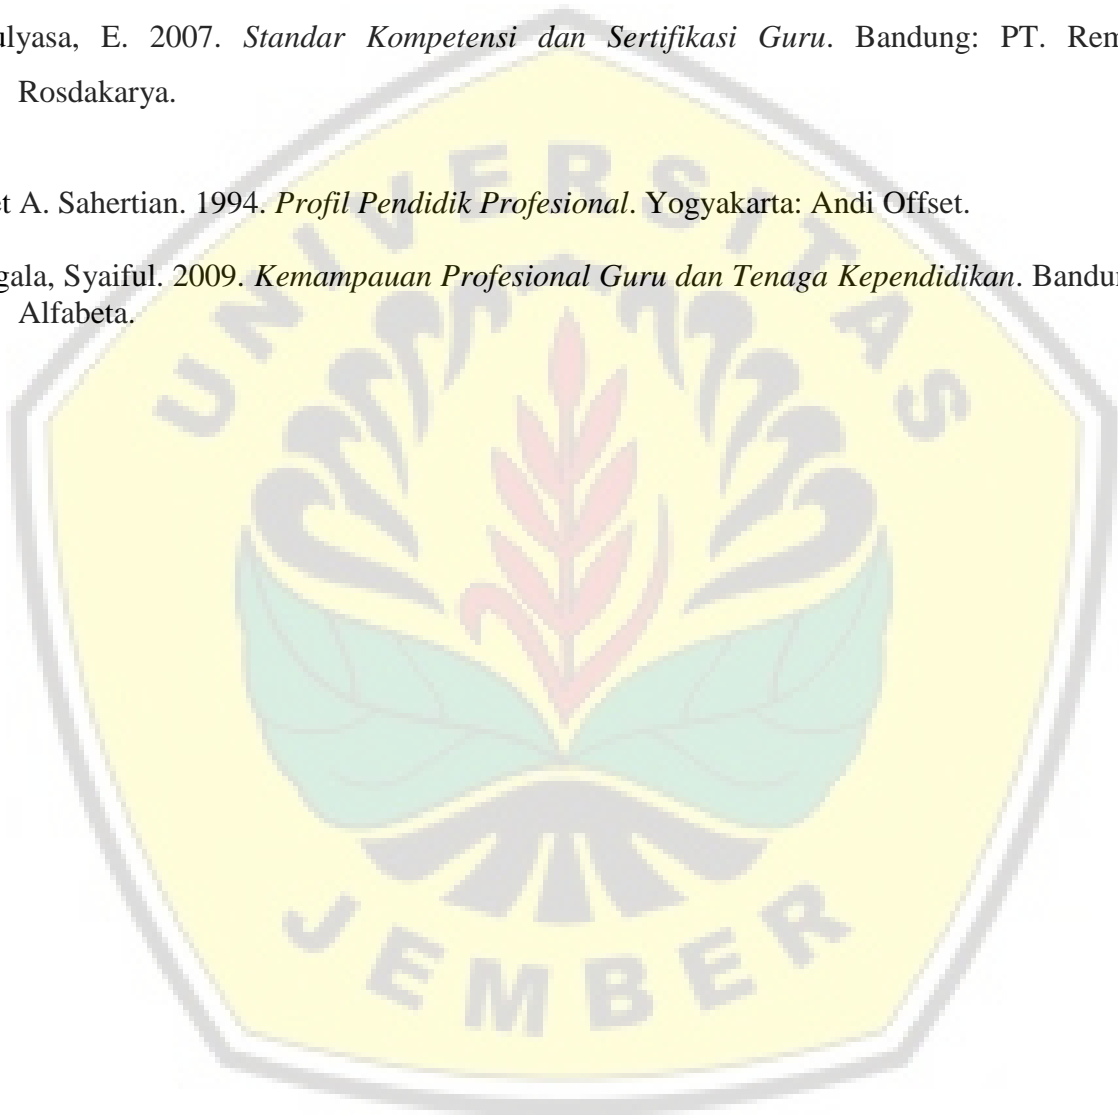 ulyasa, E. 2007. Standar Kompetensi dan Sertifikasi Guru. Bandung: PT. Rem
Rosdakarya.
et A. Sahertian. 1994. Profil Pendidik Profesional. Yogyakarta: Andi Offset.
gala, Syaiful. 2009. Kemampauan Profesional Guru dan Tenaga Kependidikan. Bandu
Alfabeta.
UNIVERSITAS
JEMBER